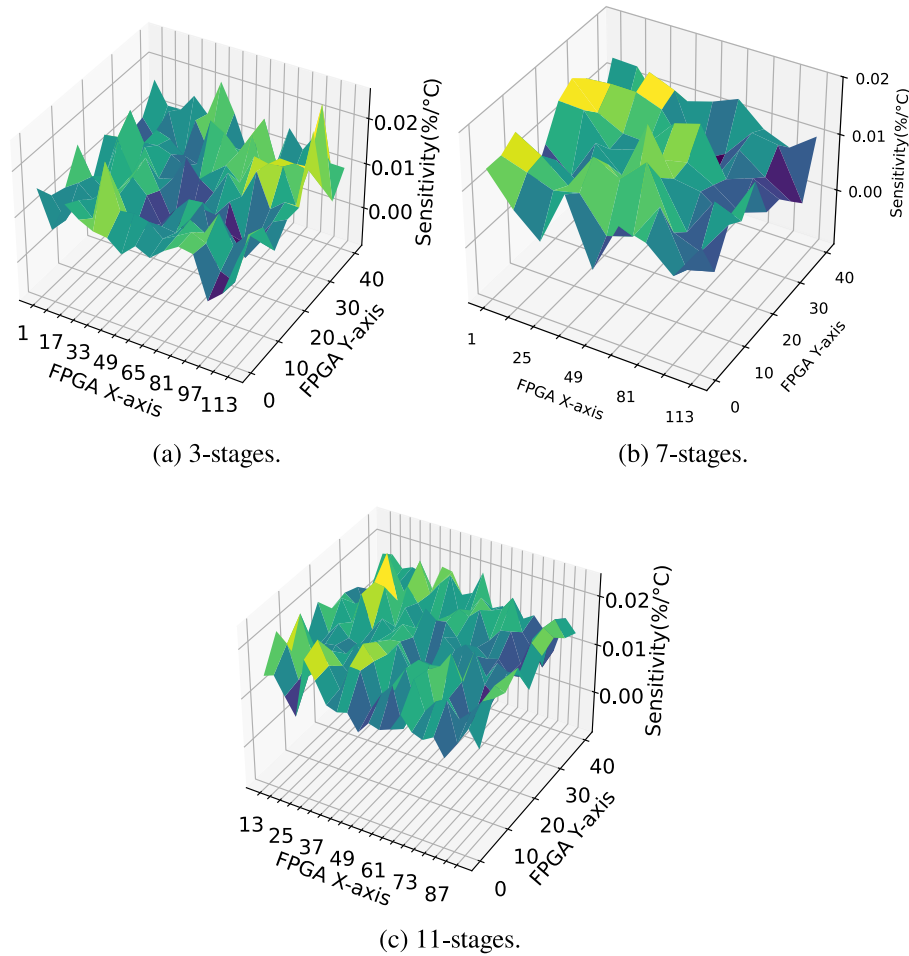 0.02
0.01
0.00
Sensitivity(%/°C)
1 17 33 49 65 81 97 113
FPGA X-axis
0 10 20 30 40
FPGA Y-axis
(a) 3-stages.
0.02
0.01
0.00
Sensitivity(%/°C)
1 25 49 81 113
FPGA X-axis
0 10 20 30 40
FPGA Y-axis
(b) 7-stages.
0.02
0.01
0.00
Sensitivity(%/°C)
13 25 37 49 61 73 87
FPGA X-axis
0 10 20 30 40
FPGA Y-axis
(c) 11-stages.